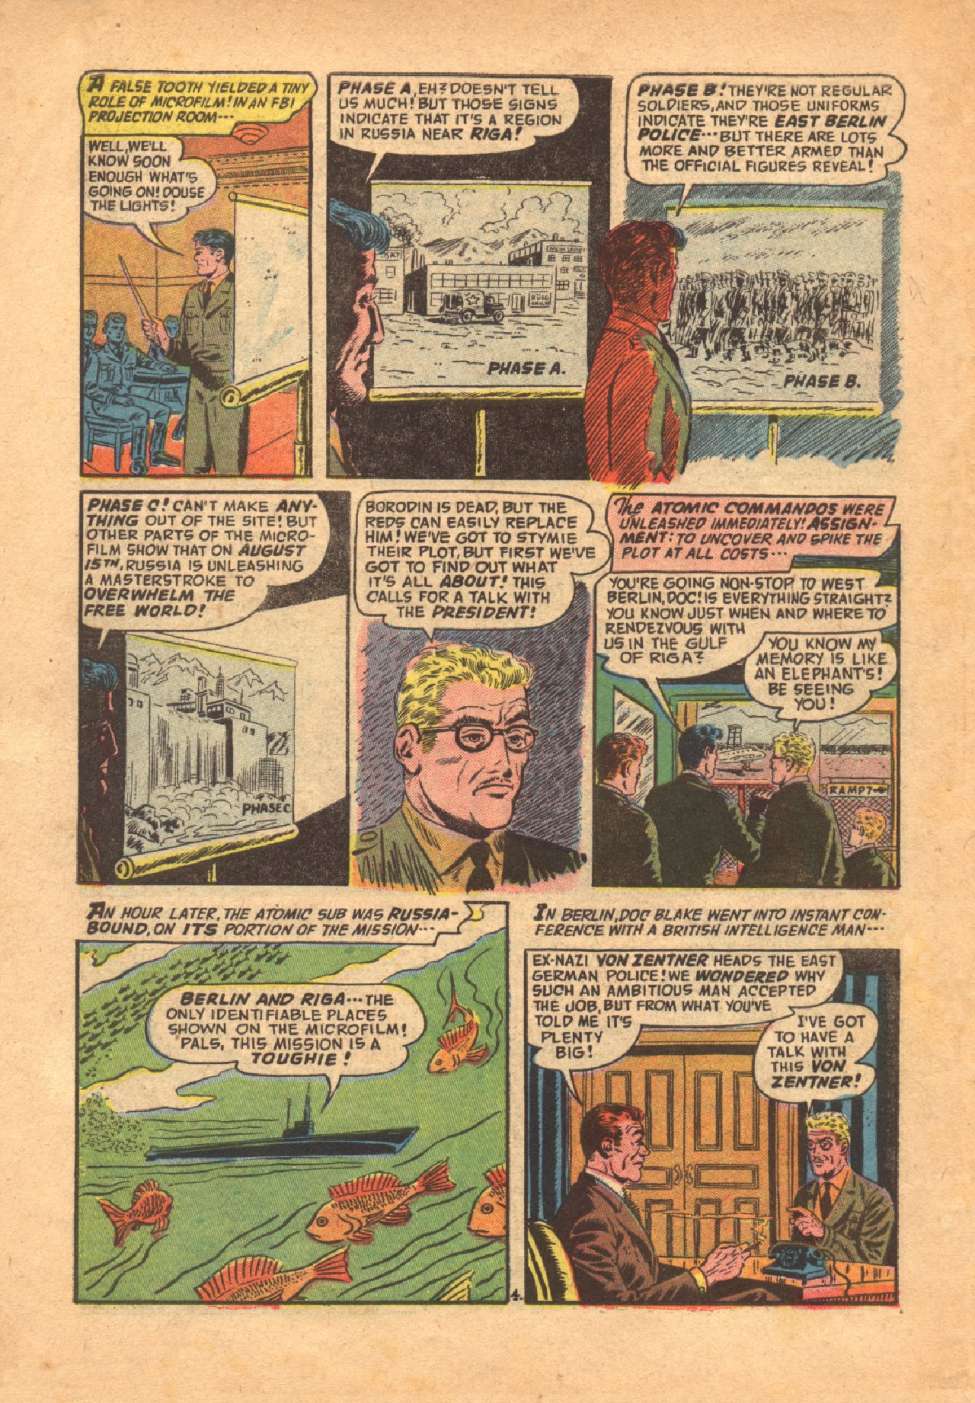 A FALSE TOOTH YIELDED A TINY
ROLE OF MICROFILM! IN AN FBI
PROJECTION ROOM---
WELL, WE'LL
KNOW SOON
ENOUGH WHAT'S
GOING ON! DOUSE
THE LIGHTS!
PHASE A, EH? DOESN'T TELL
US MUCH! BUT THOSE SIGNS
INDICATE THAT IT'S A REGION
IN RUSSIA NEAR RIGA!
PHASE A.
PHASE B! THEY'RE NOT REGULAR
SOLDIERS, AND THOSE UNIFORMS
INDICATE THEY'RE EAST BERLIN
POLICE--- BUT THERE ARE LOTS
MORE AND BETTER ARMED THAN
THE OFFICIAL FIGURES REVEAL!
PHASE B.
PHASE C! CAN'T MAKE ANY-
THING OUT OF THE SITE! BUT
OTHER PARTS OF THE MICRO-
FILM SHOW THAT ON AUGUST
15TH, RUSSIA IS UNLEASHING
A MASTERSTROKE TO
OVERWHELM THE
FREE WORLD!
PHASE C
BORODIN IS DEAD, BUT THE
REDS CAN EASILY REPLACE
HIM! WE'VE GOT TO STYMIE
THEIR PLOT, BUT FIRST WE'VE
GOT TO FIND OUT WHAT
IT'S ALL ABOUT! THIS
CALLS FOR A TALK WITH
THE PRESIDENT!
The ATOMIC COMMANDOS WERE
UNLEASHED IMMEDIATELY! ASSIGN-
MENT: TO UNCOVER AND SPIKE THE
PLOT AT ALL COSTS---
YOU'RE GOING NON-STOP TO WEST
BERLIN, DOC! IS EVERYTHING STRAIGHT?
YOU KNOW JUST WHEN AND WHERE TO
RENDEZVOUS WITH
US IN THE GULF
OF RIGA?
YOU KNOW MY
MEMORY IS LIKE
AN ELEPHANT'S!
BE SEEING
YOU!
RAMP 7
AN HOUR LATER, THE ATOMIC SUB WAS RUSSIA-
BOUND, ON ITS PORTION OF THE MISSION---
BERLIN AND RIGA--- THE
ONLY IDENTIFIABLE PLACES
SHOWN ON THE MICROFILM!
PALS, THIS MISSION IS A
TOUGHIE!
4.
IN BERLIN, DOC BLAKE WENT INTO INSTANT CON-
FERENCE WITH A BRITISH INTELLIGENCE MAN---
EX-NAZI VON ZENTNER HEADS THE EAST
GERMAN POLICE! WE WONDERED WHY
SUCH AN AMBITIOUS MAN ACCEPTED
THE JOB, BUT FROM WHAT YOU'VE
TOLD ME IT'S
PLENTY
BIG!
I'VE GOT
TO HAVE A
TALK WITH
THIS VON
ZENTNER!